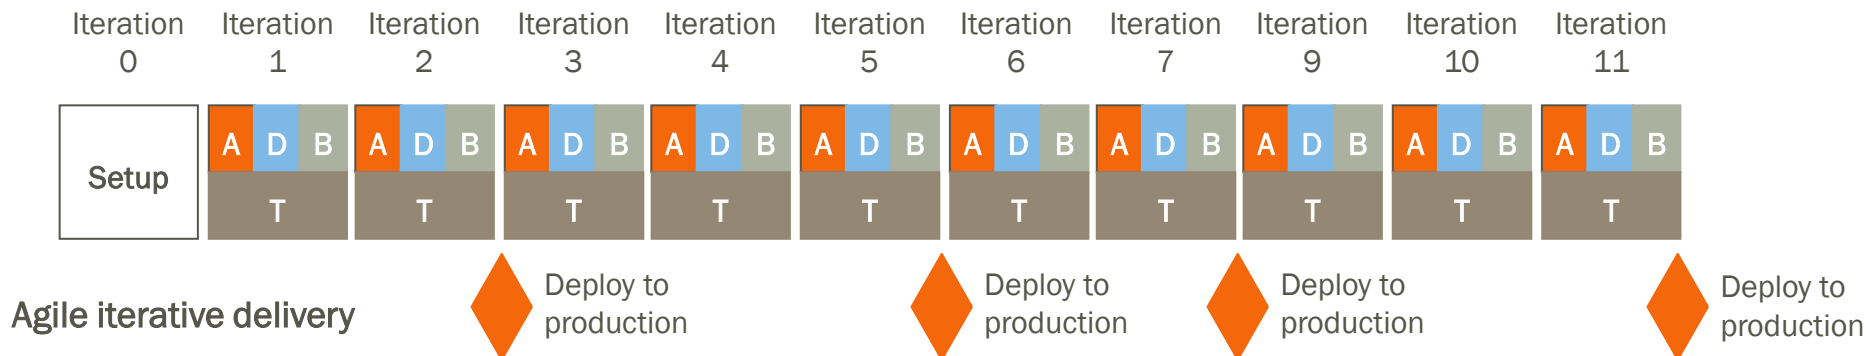 Iteration Iteration Iteration Iteration Iteration Iteration Iteration Iteration Iteration Iteration Iteration
0 1 2 3 4 5 6 7 9 10 11
A D B A D B A D B A D B A D B A D B A D B A D B A D B A D B
Setup
T T T T T T T T T T
Deploy to Deploy to Deploy to Deploy to
Agile iterative delivery
production production production production